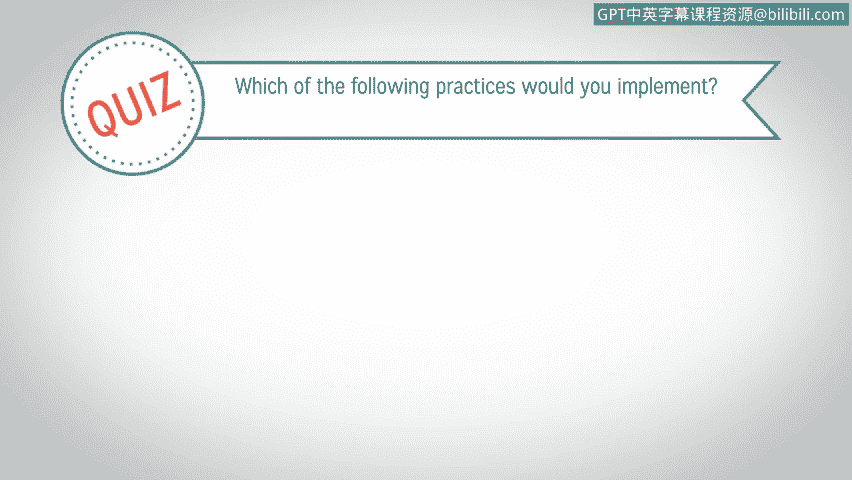 GPT中英字幕课程资源@bilibili.com
QUIZ
Which of the following practices would you implement?